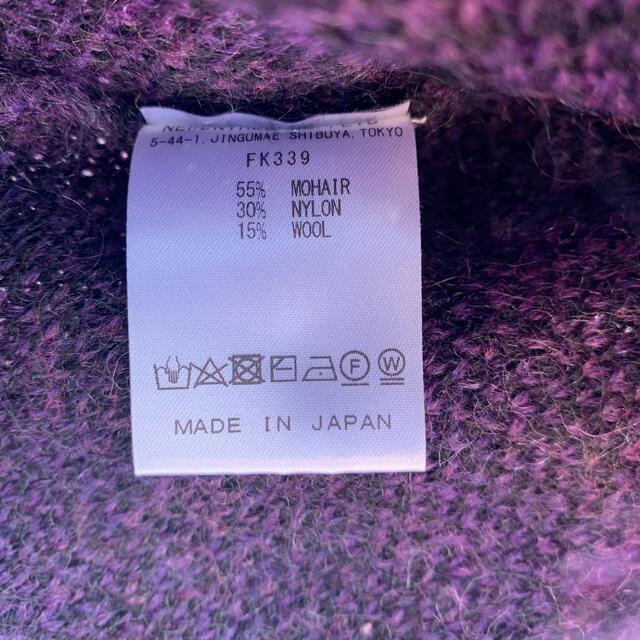 5-44-1, JINGUMAE SHIBUYA, TOKYO
FK339
55% MOHAIR
30% NYLON
15% WOOL
F W
MADE IN JAPAN